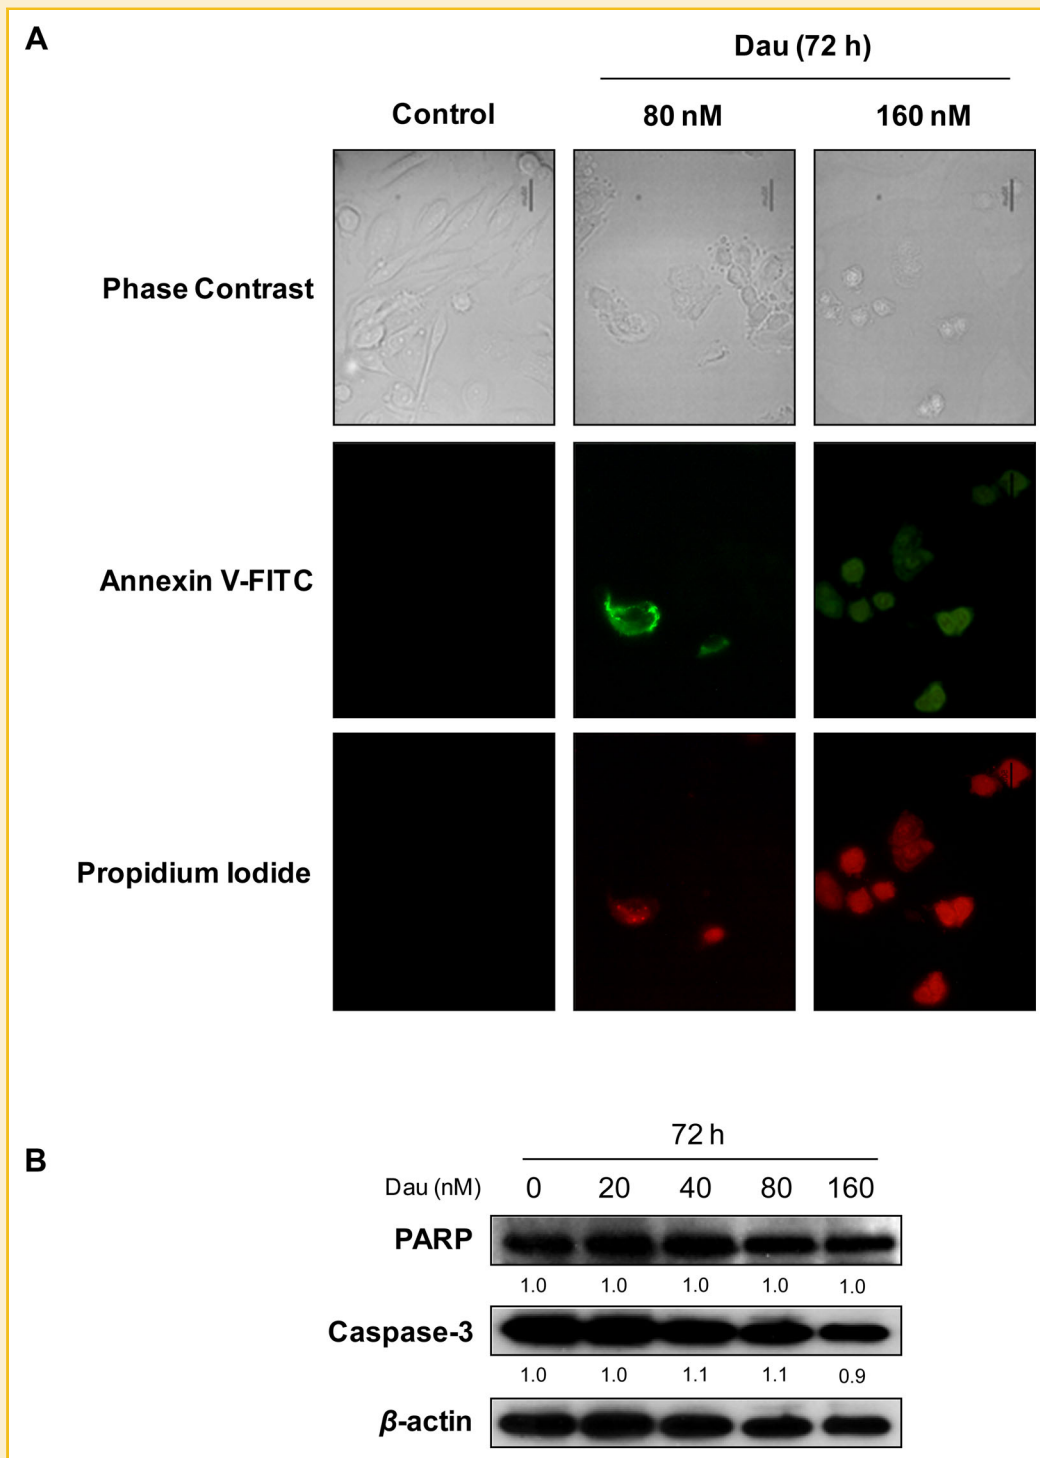 A
Dau (72 h)
Control 80 nM 160 nM
Phase Contrast
Annexin V-FITC
Propidium Iodide
B
72 h
Dau (nM) 0 20 40 80 160
PARP
1.0 1.0 1.0 1.0 1.0
Caspase-3
1.0 1.0 1.1 1.1 0.9
β-actin